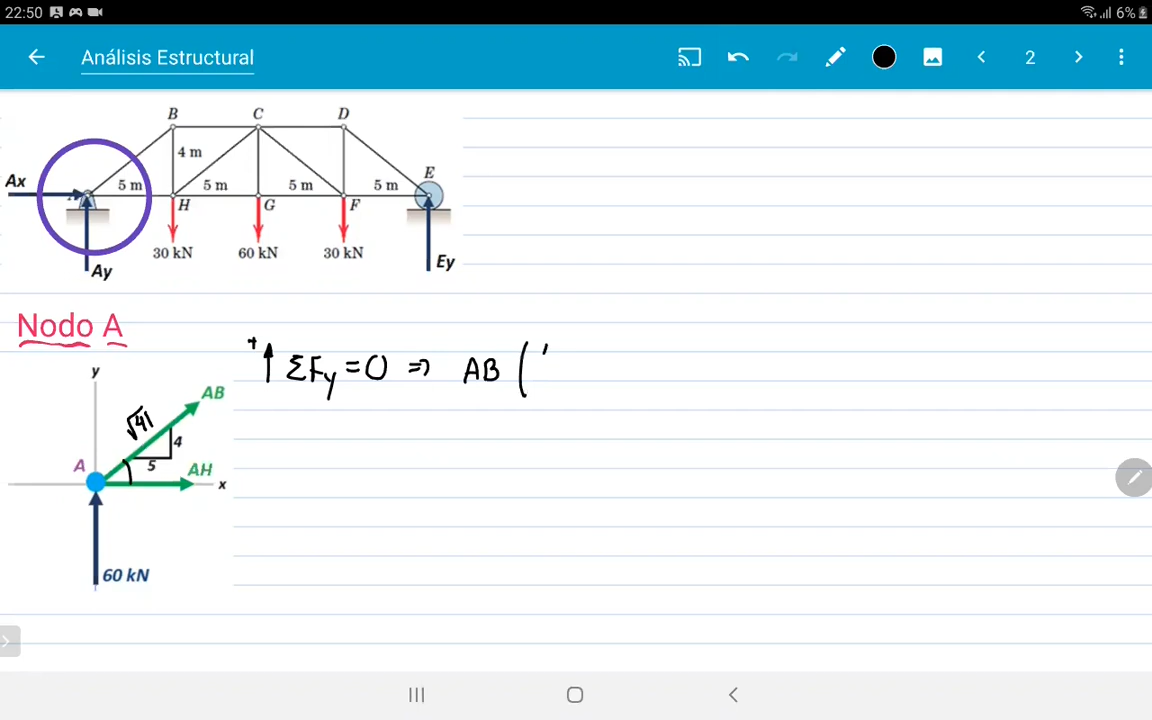 22:50 6%
Análisis Estructural 2
B C D
4 m
Ax 5 m 5 m 5 m 5 m E
H G F
30 kN 60 kN 30 kN
Ay Ey
Nodo A
+ ↑ ΣFy = 0 ⇒ AB (
y
AB
√41
4
A 5 AH
x
60 kN